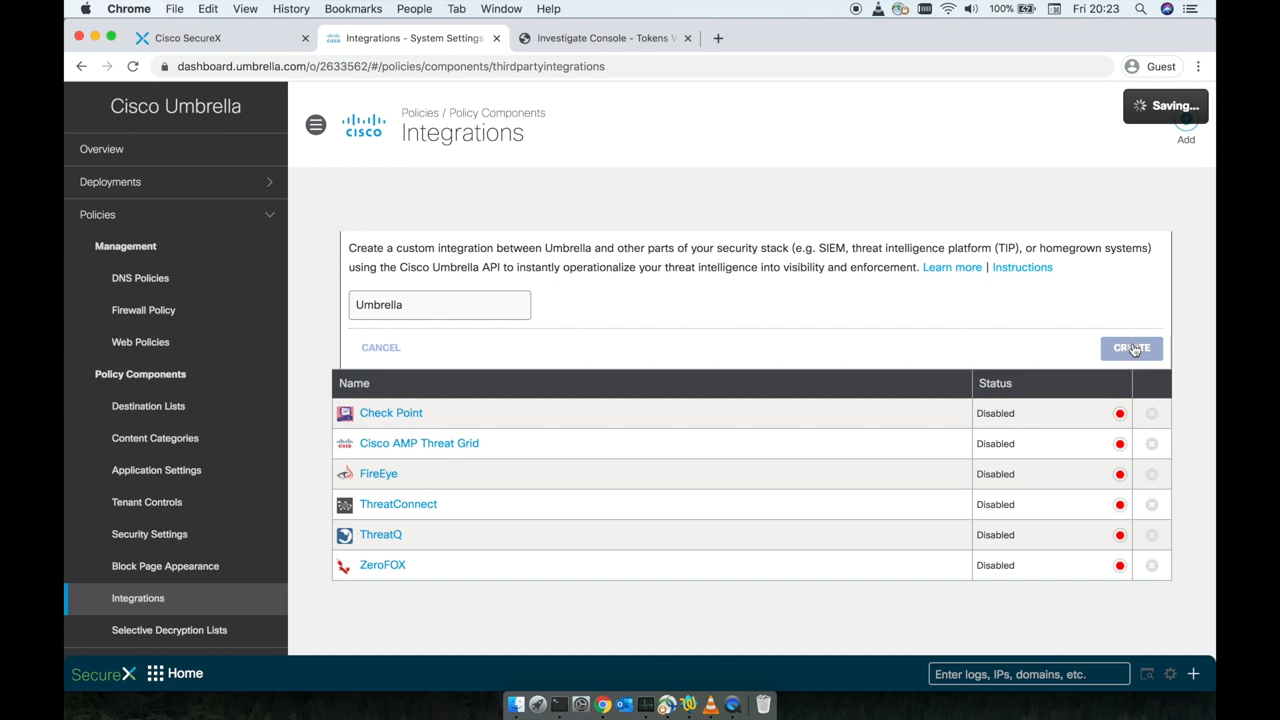 Chrome File Edit View History Bookmarks People Tab Window Help 100% Fri 20:23
Cisco SecureX Integrations - System Settings Investigate Console - Tokens V
dashboard.umbrella.com/o/2633562/#/policies/components/thirdpartyintegrations Guest
Cisco Umbrella
Overview
Deployments
Policies
Management
DNS Policies
Firewall Policy
Web Policies
Policy Components
Destination Lists
Content Categories
Application Settings
Tenant Controls
Security Settings
Block Page Appearance
Integrations
Selective Decryption Lists
CISCO
Policies / Policy Components
Integrations
Saving...
Add
Create a custom integration between Umbrella and other parts of your security stack (e.g. SIEM, threat intelligence platform (TIP), or homegrown systems)
using the Cisco Umbrella API to instantly operationalize your threat intelligence into visibility and enforcement. Learn more | Instructions
Umbrella
CANCEL CREATE
Name Status
Check Point Disabled
Cisco AMP Threat Grid Disabled
FireEye Disabled
ThreatConnect Disabled
ThreatQ Disabled
ZeroFOX Disabled
SecureX Home Enter logs, IPs, domains, etc.